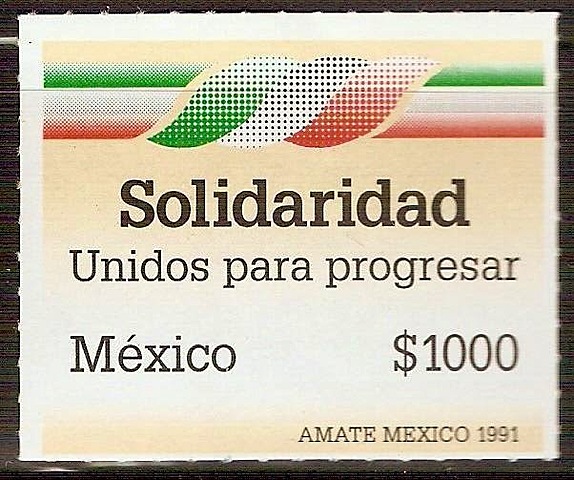 Solidaridad
Unidos para progresar
México $1000
AMATE MEXICO 1991